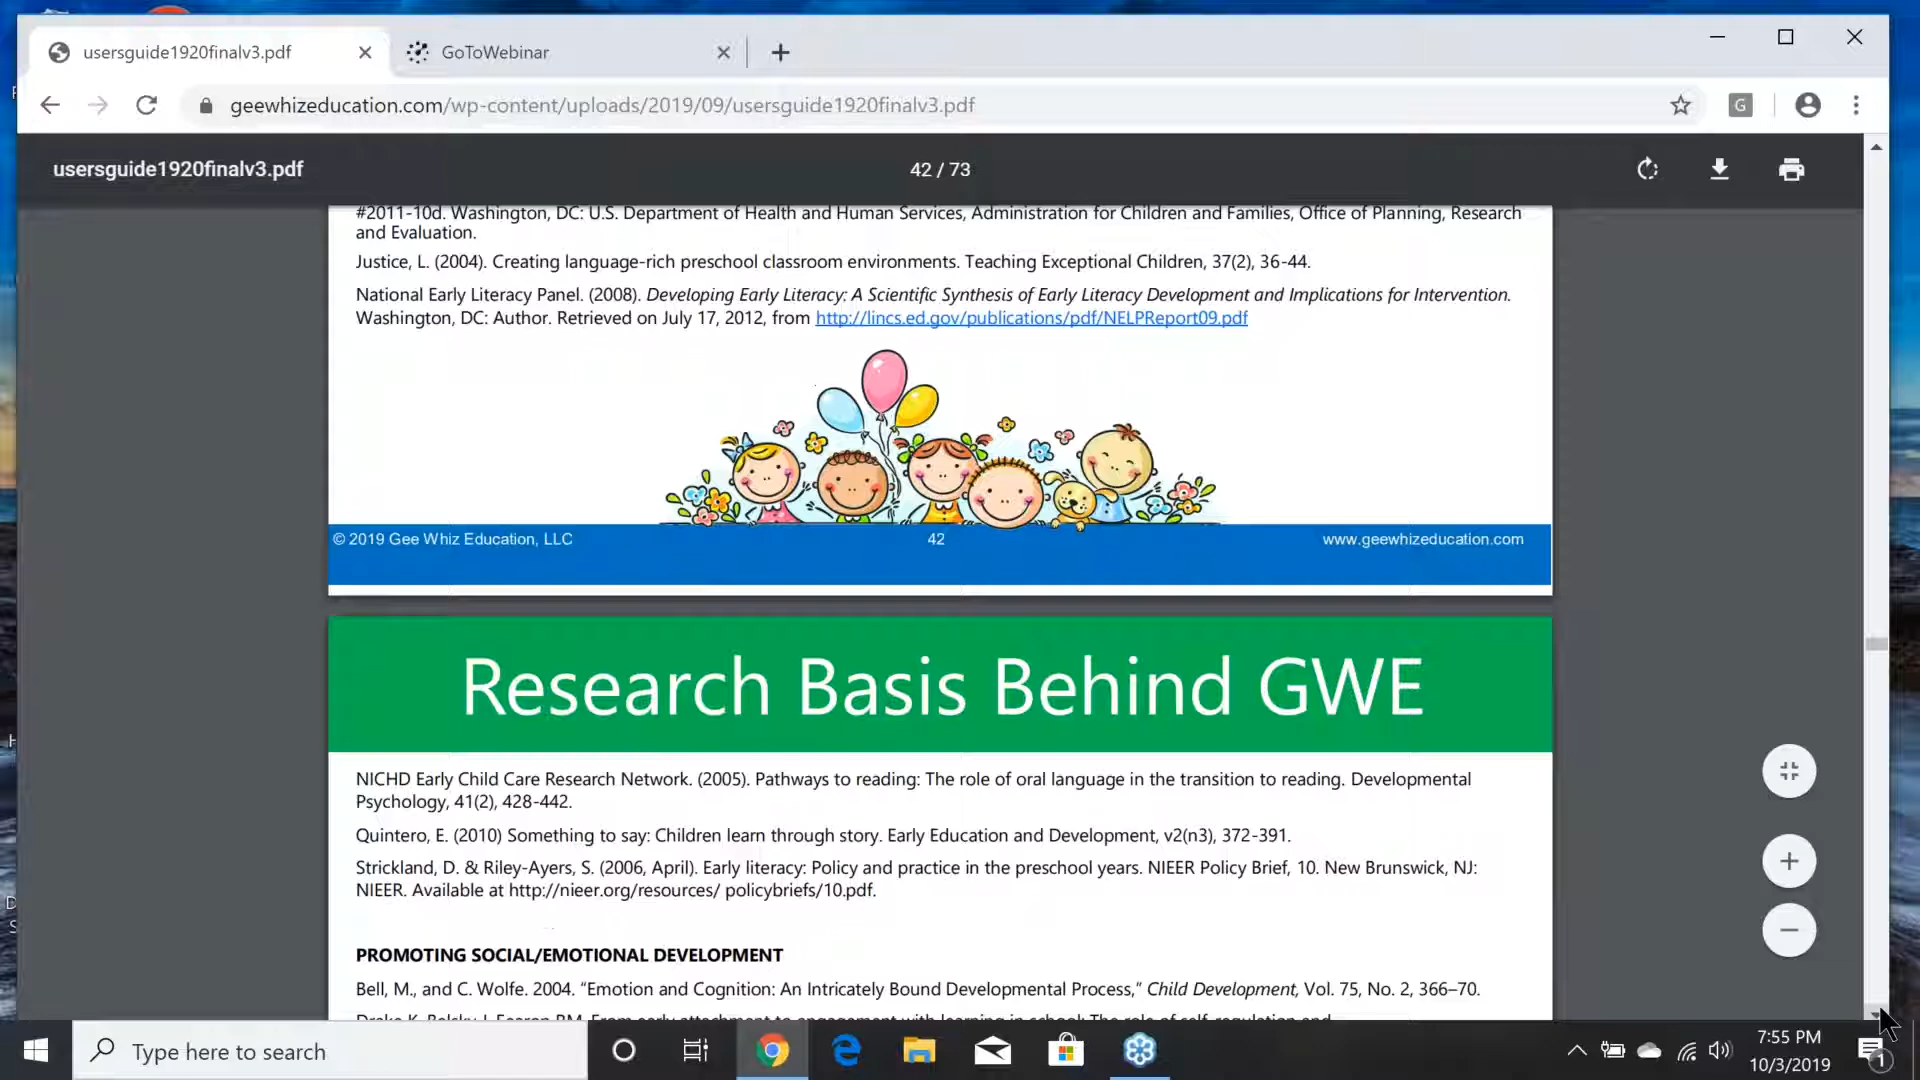 usersguide1920finalv3.pdf
GoToWebinar
geewhizeducation.com/wp-content/uploads/2019/09/usersguide1920finalv3.pdf
G
usersguide1920finalv3.pdf
42 / 73
#2011-10d. Washington, DC: U.S. Department of Health and Human Services, Administration for Children and Families, Office of Planning, Research
and Evaluation.
Justice, L. (2004). Creating language-rich preschool classroom environments. Teaching Exceptional Children, 37(2), 36-44.
National Early Literacy Panel. (2008). Developing Early Literacy: A Scientific Synthesis of Early Literacy Development and Implications for Intervention.
Washington, DC: Author. Retrieved on July 17, 2012, from http://lincs.ed.gov/publications/pdf/NELPReport09.pdf
© 2019 Gee Whiz Education, LLC
42
www.geewhizeducation.com
Research Basis Behind GWE
NICHD Early Child Care Research Network. (2005). Pathways to reading: The role of oral language in the transition to reading. Developmental
Psychology, 41(2), 428-442.
Quintero, E. (2010) Something to say: Children learn through story. Early Education and Development, v2(n3), 372-391.
Strickland, D. & Riley-Ayers, S. (2006, April). Early literacy: Policy and practice in the preschool years. NIEER Policy Brief, 10. New Brunswick, NJ:
NIEER. Available at http://nieer.org/resources/ policybriefs/10.pdf.
PROMOTING SOCIAL/EMOTIONAL DEVELOPMENT
Bell, M., and C. Wolfe. 2004. “Emotion and Cognition: An Intricately Bound Developmental Process,” Child Development, Vol. 75, No. 2, 366–70.
Type here to search
7:55 PM
10/3/2019
1